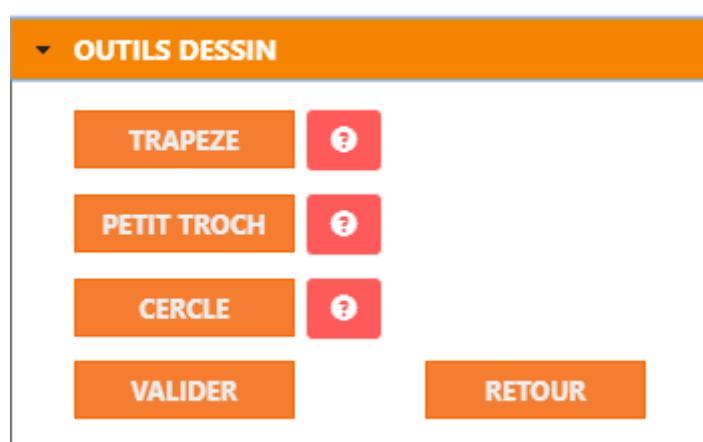 OUTILS DESSIN
TRAPEZE ?
PETIT TROCH ?
CERCLE ?
VALIDER RETOUR